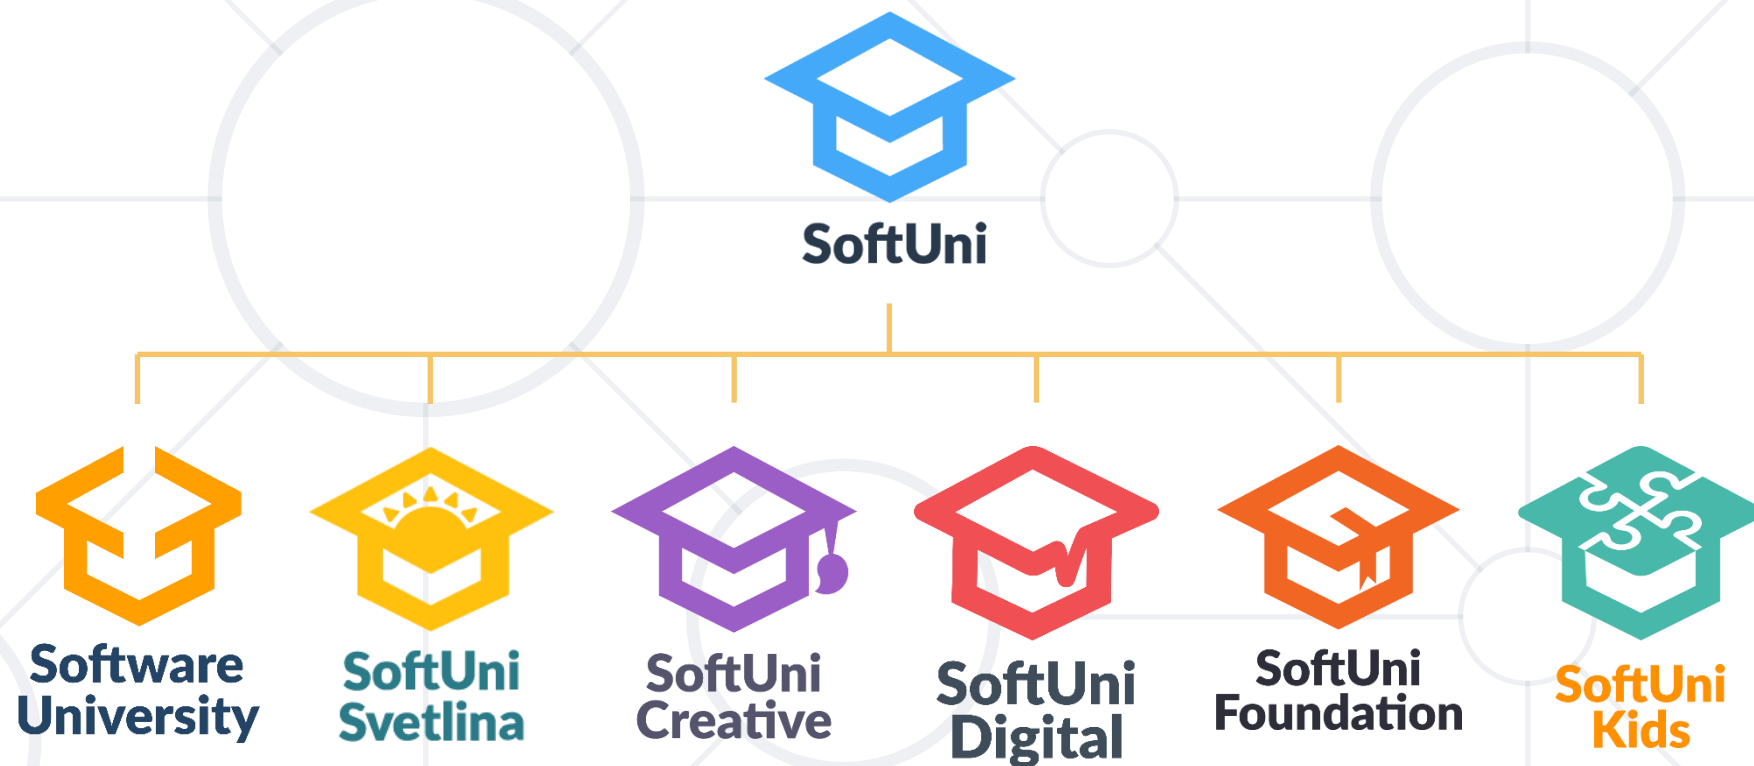 SoftUni
Software
University
SoftUni
Svetlina
SoftUni
Creative
SoftUni
Digital
SoftUni
Foundation
SoftUni
Kids